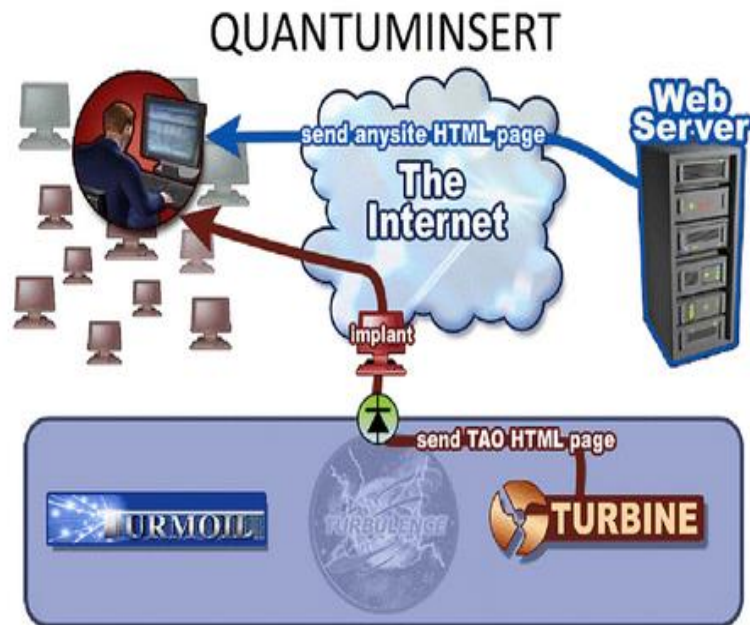 QUANTUMINSERT
Web
Server
send anysite HTML page
The
Internet
implant
send TAO HTML page
TURMOIL
TURBULENCE
TURBINE